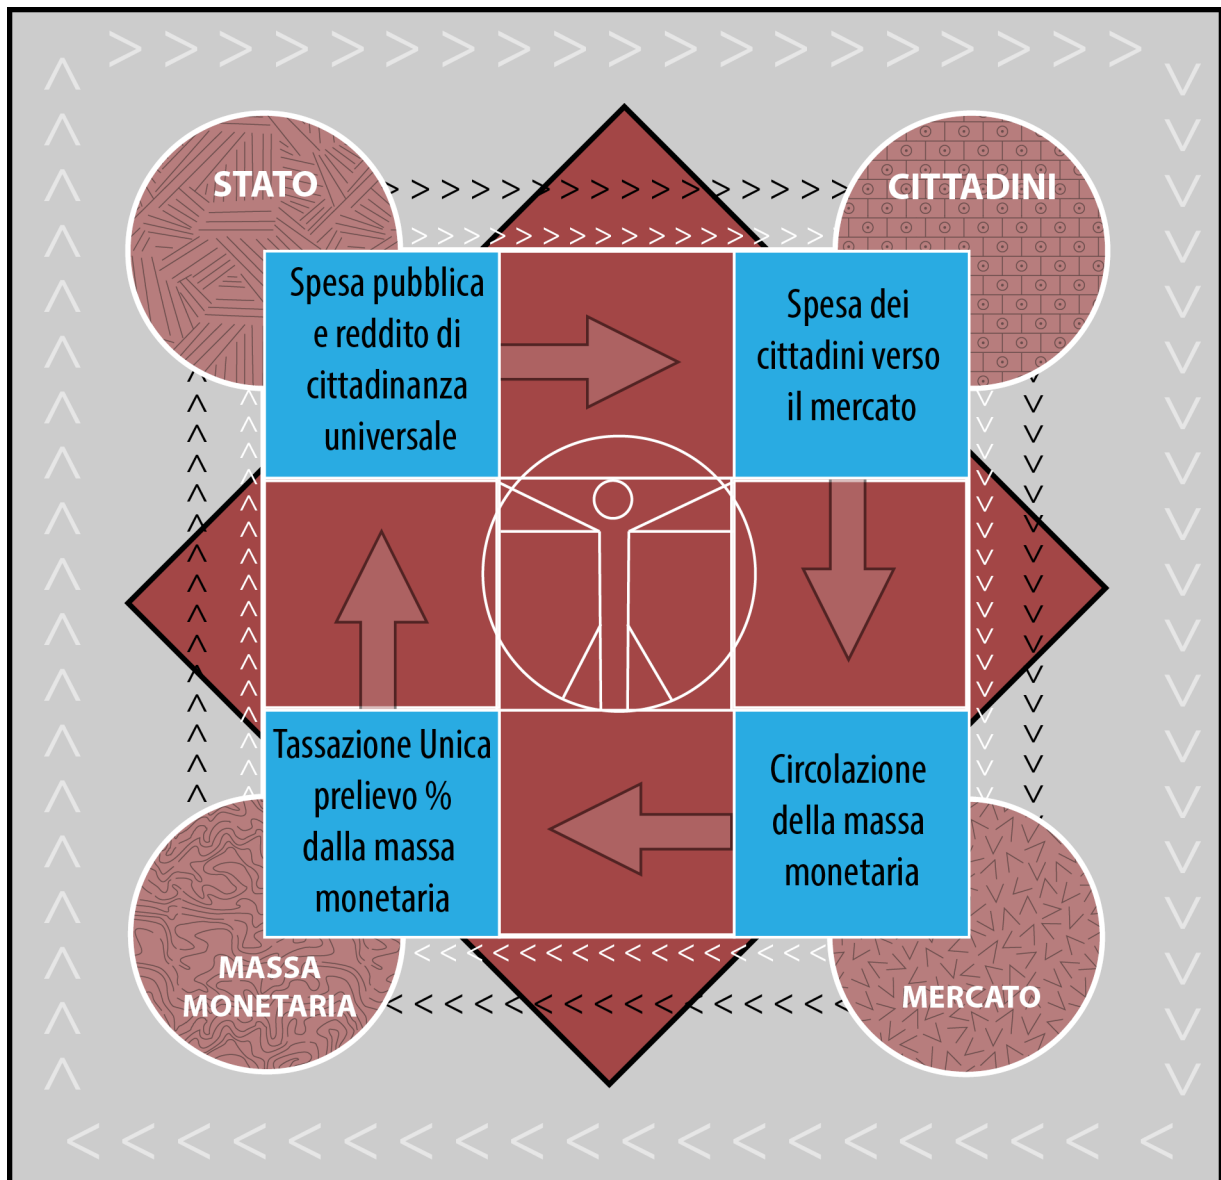 STATO
CITTADINI
Spesa pubblica
e reddito di
cittadinanza
universale
Spesa dei
cittadini verso
il mercato
Tassazione Unica
prelievo %
dalla massa
monetaria
Circolazione
della massa
monetaria
MASSA
MONETARIA
MERCATO